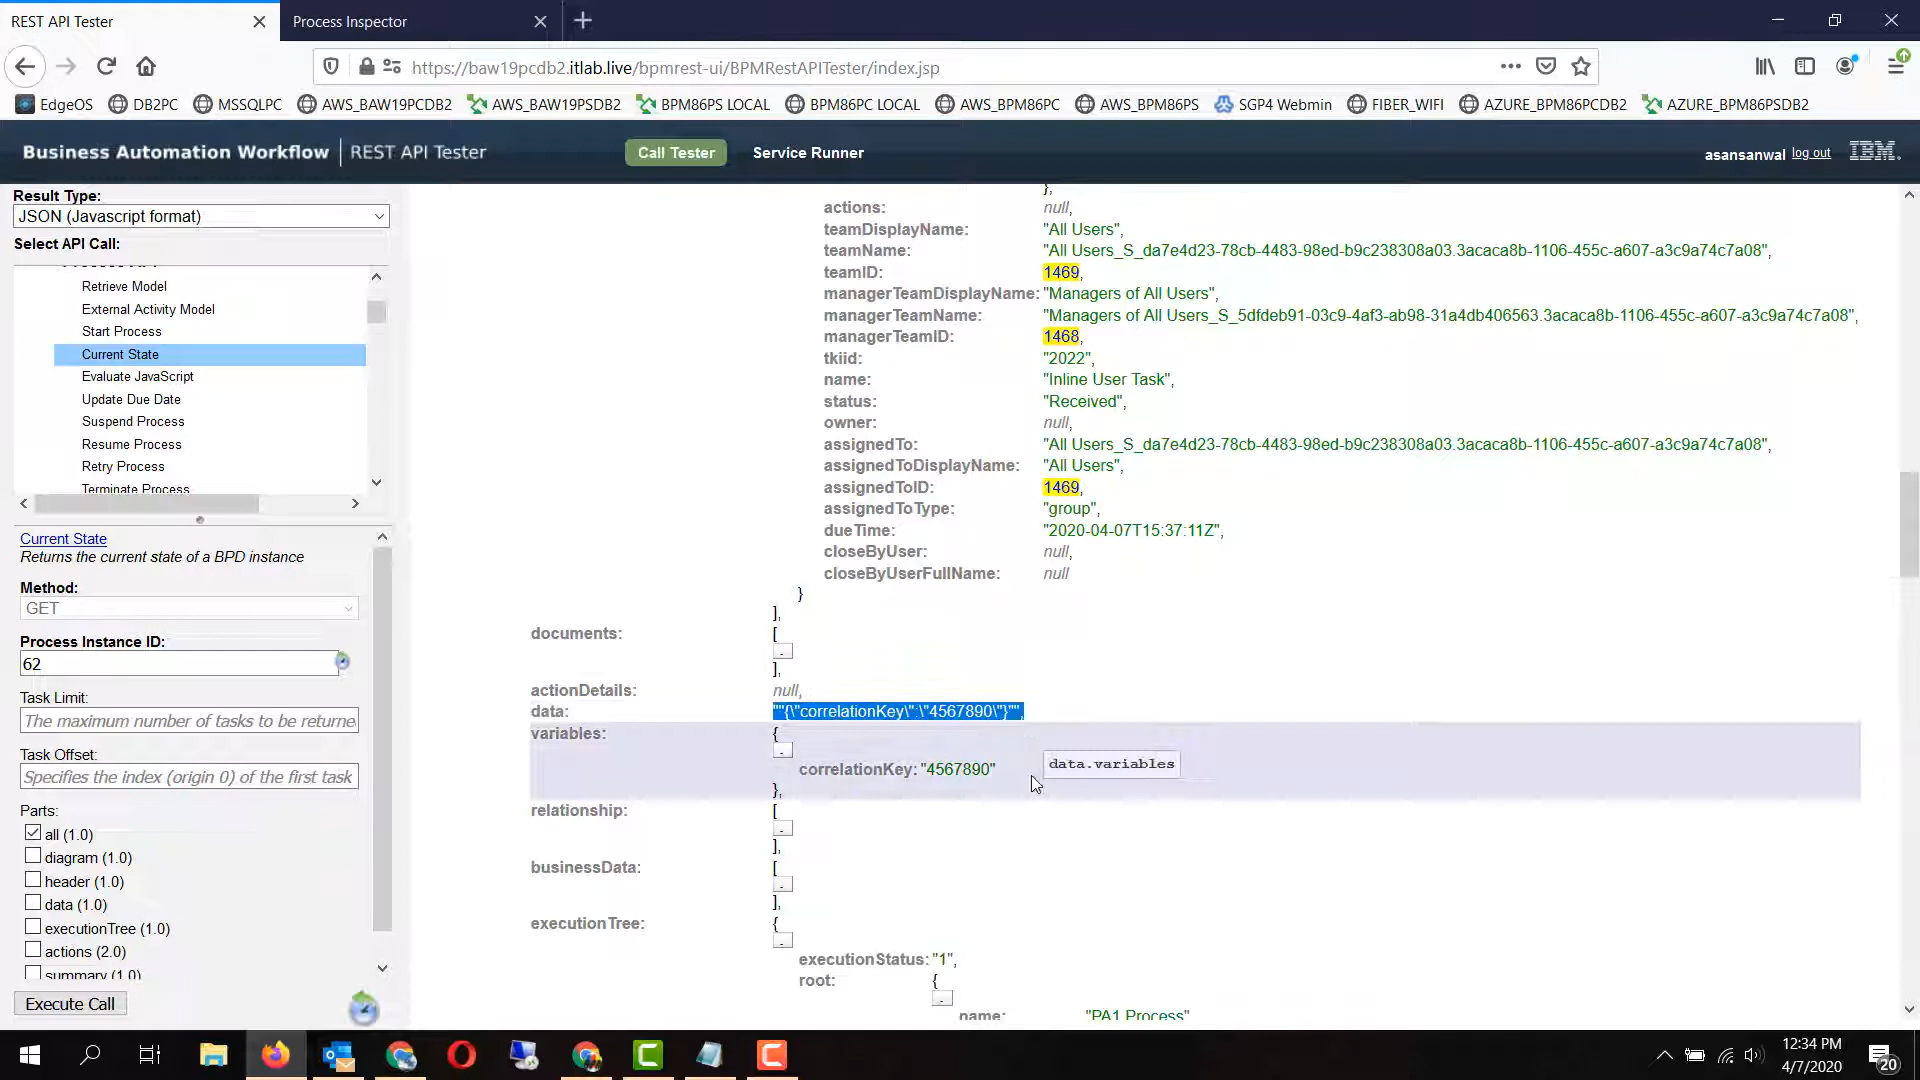 REST API Tester
Process Inspector
https://baw19pcdb2.itlab.live/bpmrest-ui/BPMRestAPITester/index.jsp
EdgeOS DB2PC MSSQLPC AWS_BAW19PCDB2 AWS_BAW19PSDB2 BPM86PS LOCAL BPM86PC LOCAL AWS_BPM86PC AWS_BPM86PS SGP4 Webmin FIBER_WIFI AZURE_BPM86PCDB2 AZURE_BPM86PSDB2
Business Automation Workflow REST API Tester Call Tester Service Runner asansanwal log out IBM.
Result Type:
JSON (Javascript format)
Select API Call:
Retrieve Model
External Activity Model
Start Process
Current State
Evaluate JavaScript
Update Due Date
Suspend Process
Resume Process
Retry Process
Terminate Process
Current State
Returns the current state of a BPD instance
Method:
GET
Process Instance ID:
62
Task Limit:
The maximum number of tasks to be returne
Task Offset:
Specifies the index (origin 0) of the first task
Parts:
all (1.0)
diagram (1.0)
header (1.0)
data (1.0)
executionTree (1.0)
actions (2.0)
summary (1.0)
Execute Call
},
actions: null,
teamDisplayName: "All Users",
teamName: "All Users_S_da7e4d23-78cb-4483-98ed-b9c238308a03.3acaca8b-1106-455c-a607-a3c9a74c7a08",
teamID: 1469,
managerTeamDisplayName: "Managers of All Users",
managerTeamName: "Managers of All Users_S_5dfdeb91-03c9-4af3-ab98-31a4db406563.3acaca8b-1106-455c-a607-a3c9a74c7a08",
managerTeamID: 1468,
tkiid: "2022",
name: "Inline User Task",
status: "Received",
owner: null,
assignedTo: "All Users_S_da7e4d23-78cb-4483-98ed-b9c238308a03.3acaca8b-1106-455c-a607-a3c9a74c7a08",
assignedToDisplayName: "All Users",
assignedToID: 1469,
assignedToType: "group",
dueTime: "2020-04-07T15:37:11Z",
closeByUser: null,
closeByUserFullName: null
}
],
documents: [
-
],
actionDetails: null,
data: ""{\"correlationKey\":\"4567890\"}"",
variables: {
-
correlationKey: "4567890"
data.variables
},
relationship: [
-
],
businessData: [
-
],
executionTree: {
-
executionStatus: "1",
root: {
-
name: "PA1 Process"
12:34 PM
4/7/2020
20